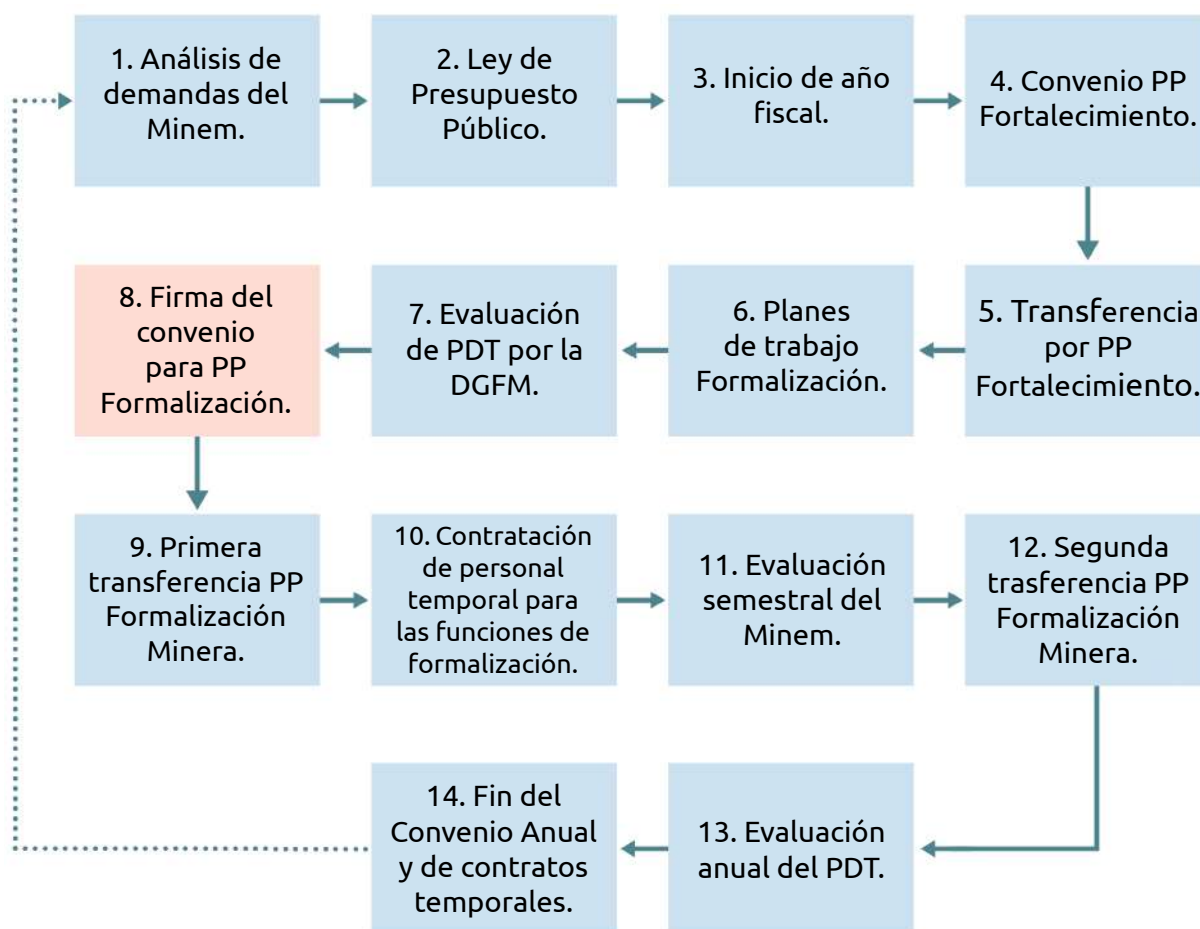 1. Análisis de
demandas del
Minem.
2. Ley de
Presupuesto
Público.
3. Inicio de año
fiscal.
4. Convenio PP
Fortalecimiento.
8. Firma del
convenio
para PP
Formalización.
7. Evaluación
de PDT por la
DGFM.
6. Planes
de trabajo
Formalización.
5. Transferencia
por PP
Fortalecimiento.
9. Primera
transferencia PP
Formalización
Minera.
10. Contratación
de personal
temporal para
las funciones de
formalización.
11. Evaluación
semestral del
Minem.
12. Segunda
trasferencia PP
Formalización
Minera.
14. Fin del
Convenio Anual
y de contratos
temporales.
13. Evaluación
anual del PDT.